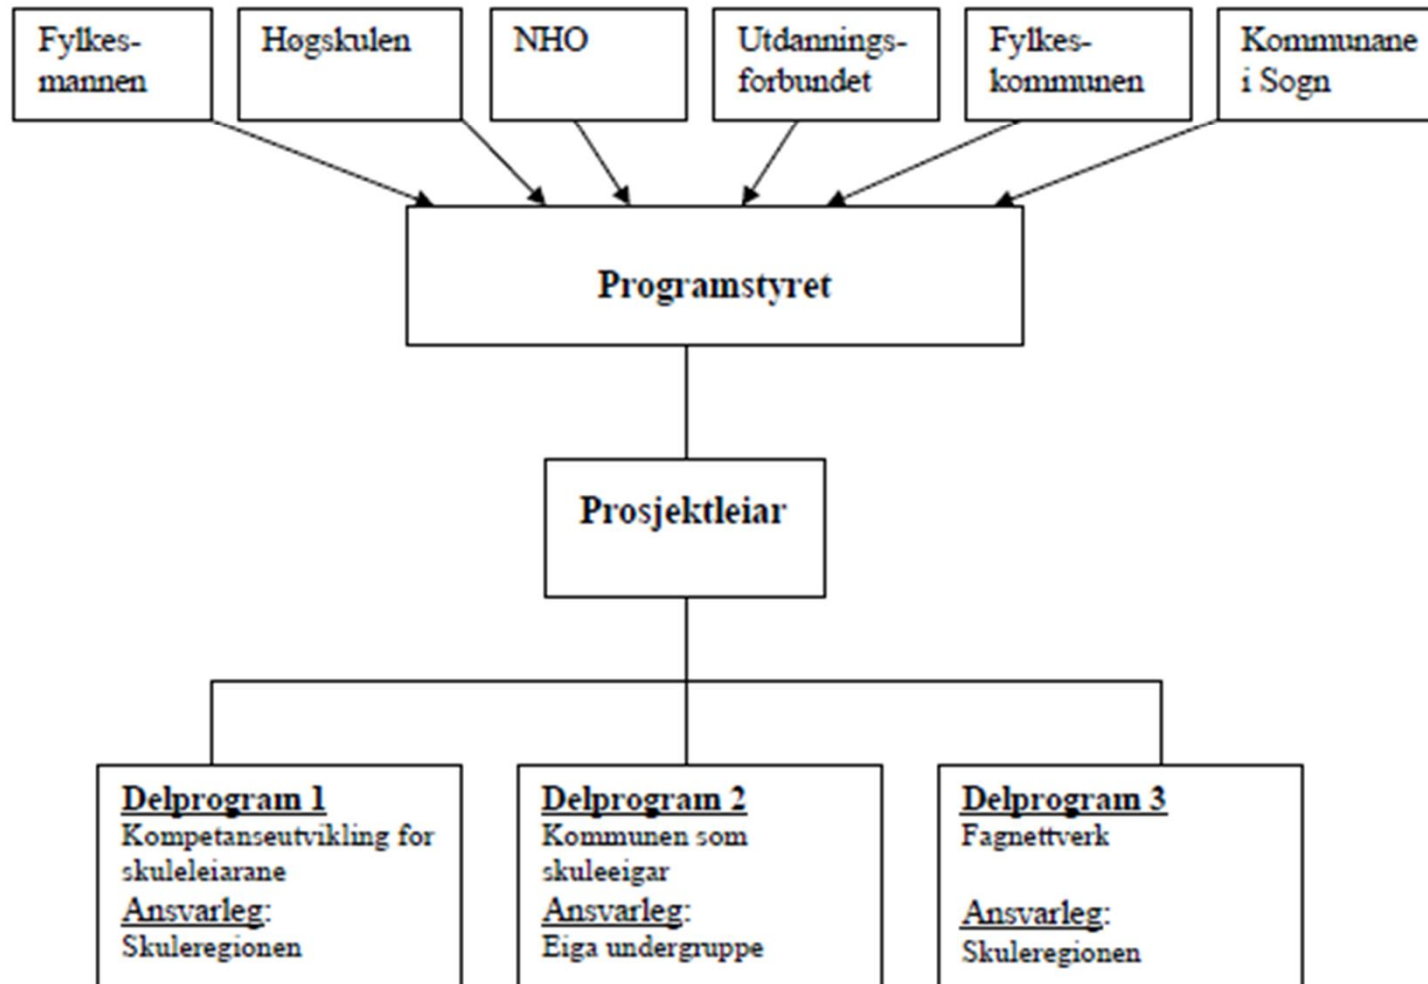 Fylkes-
mannen
Høgskulen
NHO
Utdannings-
forbundet
Fylkes-
kommunen
Kommunane
i Sogn
Programstyret
Prosjektleiar
Delprogram 1
Kompetanseutvikling for
skuleleiarane
Ansvarleg:
Skuleregionen
Delprogram 2
Kommunen som
skuleeigar
Ansvarleg:
Eiga undergruppe
Delprogram 3
Fagnettverk
Ansvarleg:
Skuleregionen